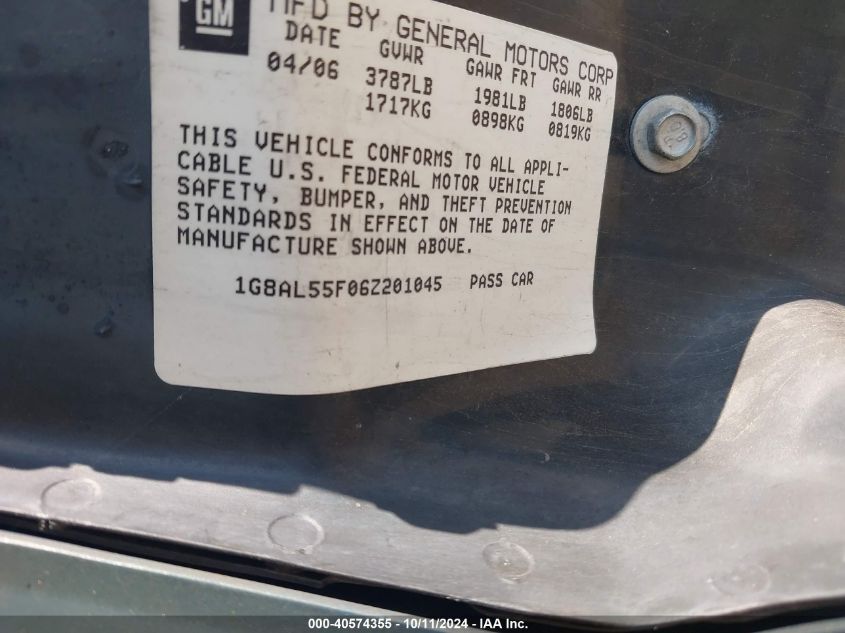 GM
MFD BY GENERAL MOTORS CORP
DATE GVWR GAWR FRT GAWR RR
04/06 3787LB 1981LB 1806LB
1717KG 0898KG 0819KG
THIS VEHICLE CONFORMS TO ALL APPLI-
CABLE U.S. FEDERAL MOTOR VEHICLE
SAFETY, BUMPER, AND THEFT PREVENTION
STANDARDS IN EFFECT ON THE DATE OF
MANUFACTURE SHOWN ABOVE.
1G8AL55F06Z201045 PASS CAR
000-40574355 - 10/11/2024 - IAA Inc.